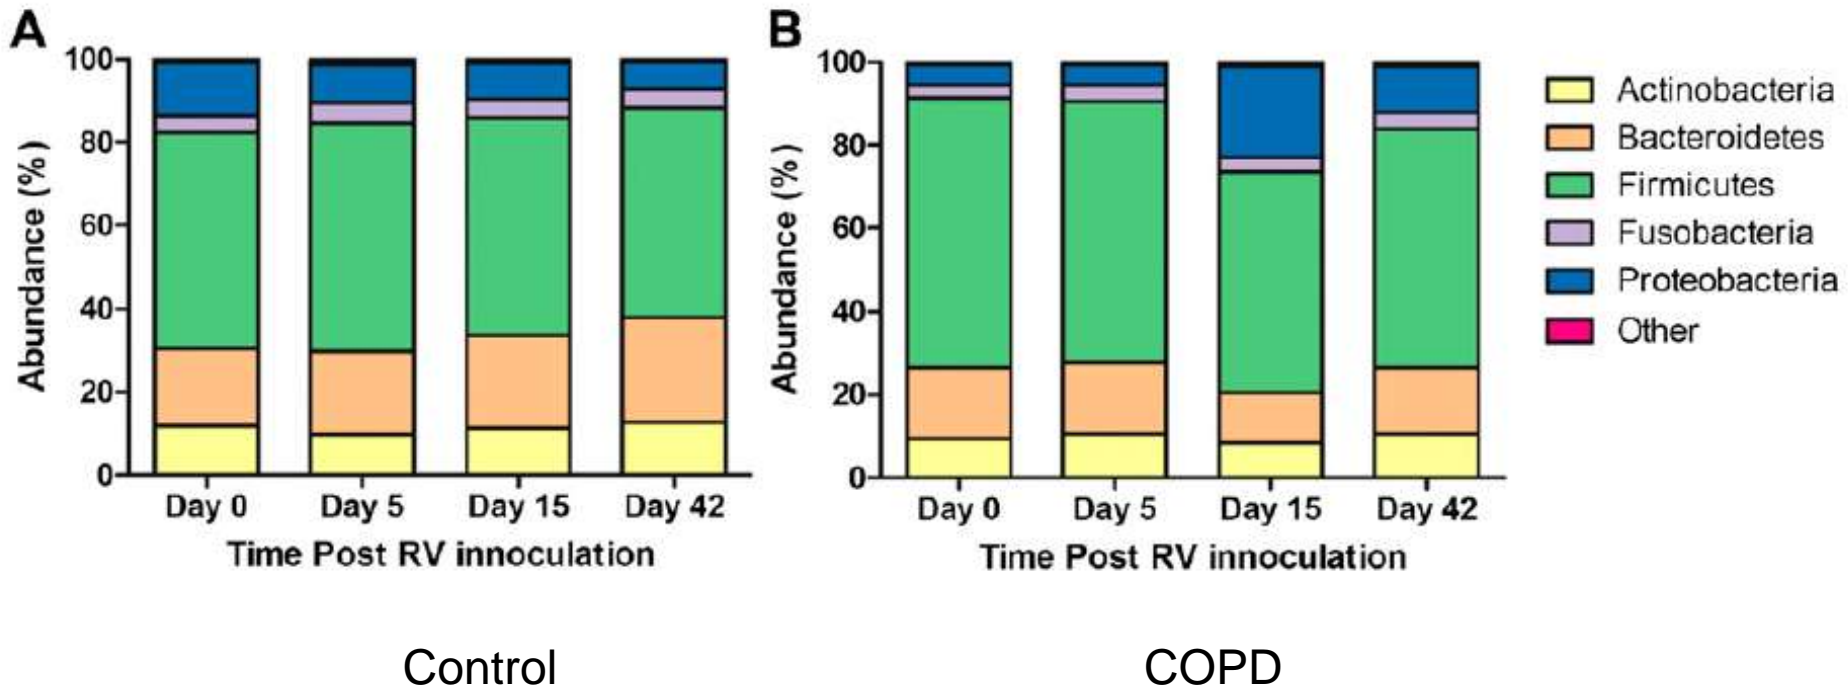 A
100
80
60
40
20
0
Abundance (%)
Day 0 Day 5 Day 15 Day 42
Time Post RV innoculation
Control
B
100
80
60
40
20
0
Abundance (%)
Day 0 Day 5 Day 15 Day 42
Time Post RV innoculation
COPD
Actinobacteria
Bacteroidetes
Firmicutes
Fusobacteria
Proteobacteria
Other